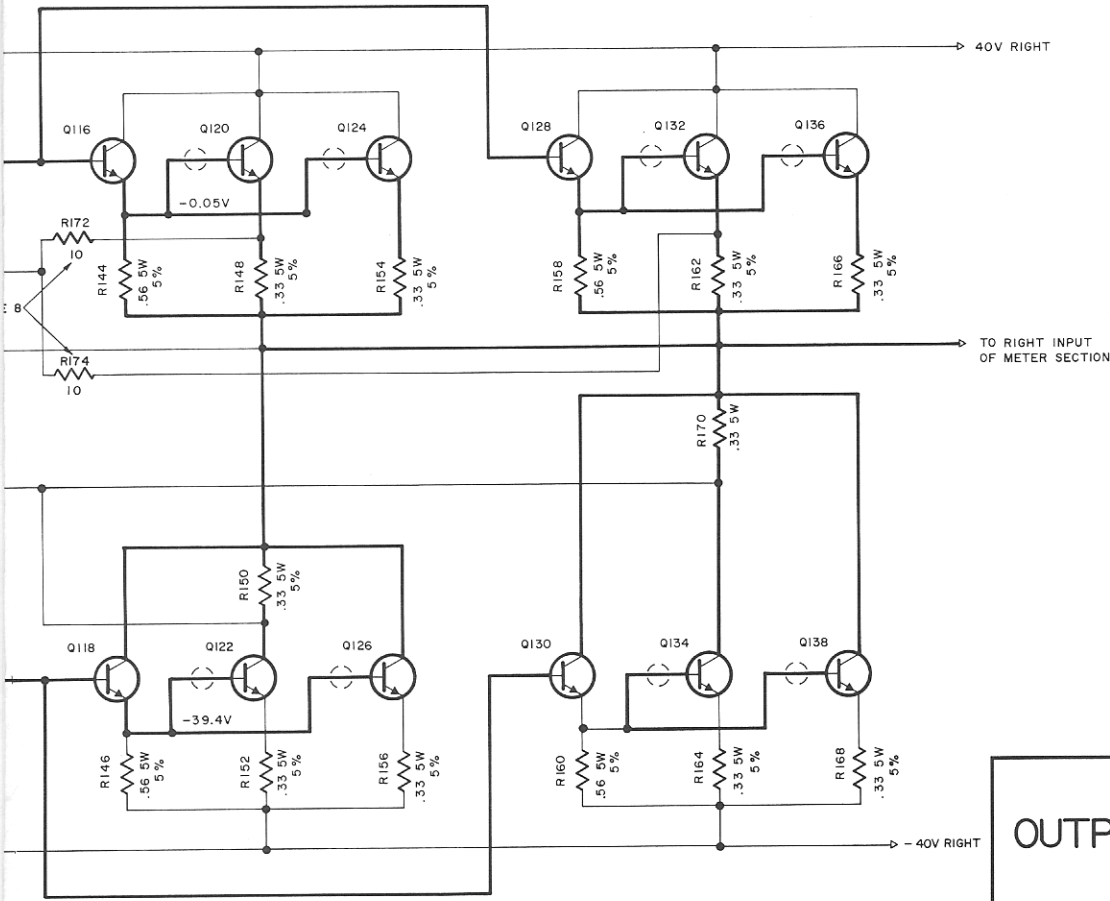 40V RIGHT
Q116
Q120
Q124
Q128
Q132
Q136
-0.05V
R172
10
R144
.56 5W
5%
R148
.33 5W
5%
R154
.33 5W
5%
R158
.56 5W
5%
R162
.33 5W
5%
R166
.33 5W
5%
E 8
R174
10
TO RIGHT INPUT
OF METER SECTION
R170
.33 5W
R150
.33 5W
5%
Q118
Q122
Q126
Q130
Q134
Q138
-39.4V
R146
.56 5W
5%
R152
.33 5W
5%
R156
.33 5W
5%
R160
.56 5W
5%
R164
.33 5W
5%
R168
.33 5W
5%
-40V RIGHT
OUTP